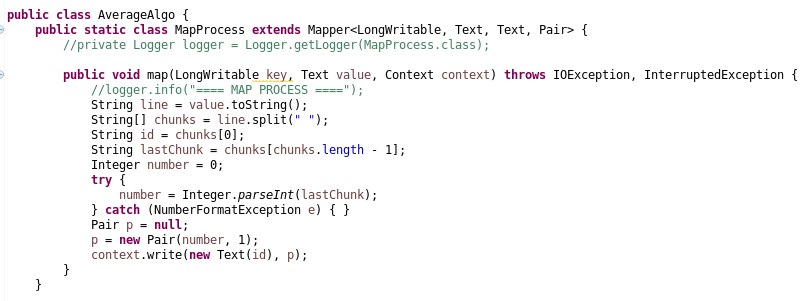 public class AverageAlgo {
    public static class MapProcess extends Mapper<LongWritable, Text, Text, Pair> {
        //private Logger logger = Logger.getLogger(MapProcess.class);

        public void map(LongWritable key, Text value, Context context) throws IOException, InterruptedException {
            //logger.info("==== MAP PROCESS ====");
            String line = value.toString();
            String[] chunks = line.split(" ");
            String id = chunks[0];
            String lastChunk = chunks[chunks.length - 1];
            Integer number = 0;
            try {
                number = Integer.parseInt(lastChunk);
            } catch (NumberFormatException e) { }
            Pair p = null;
            p = new Pair(number, 1);
            context.write(new Text(id), p);
        }
    }